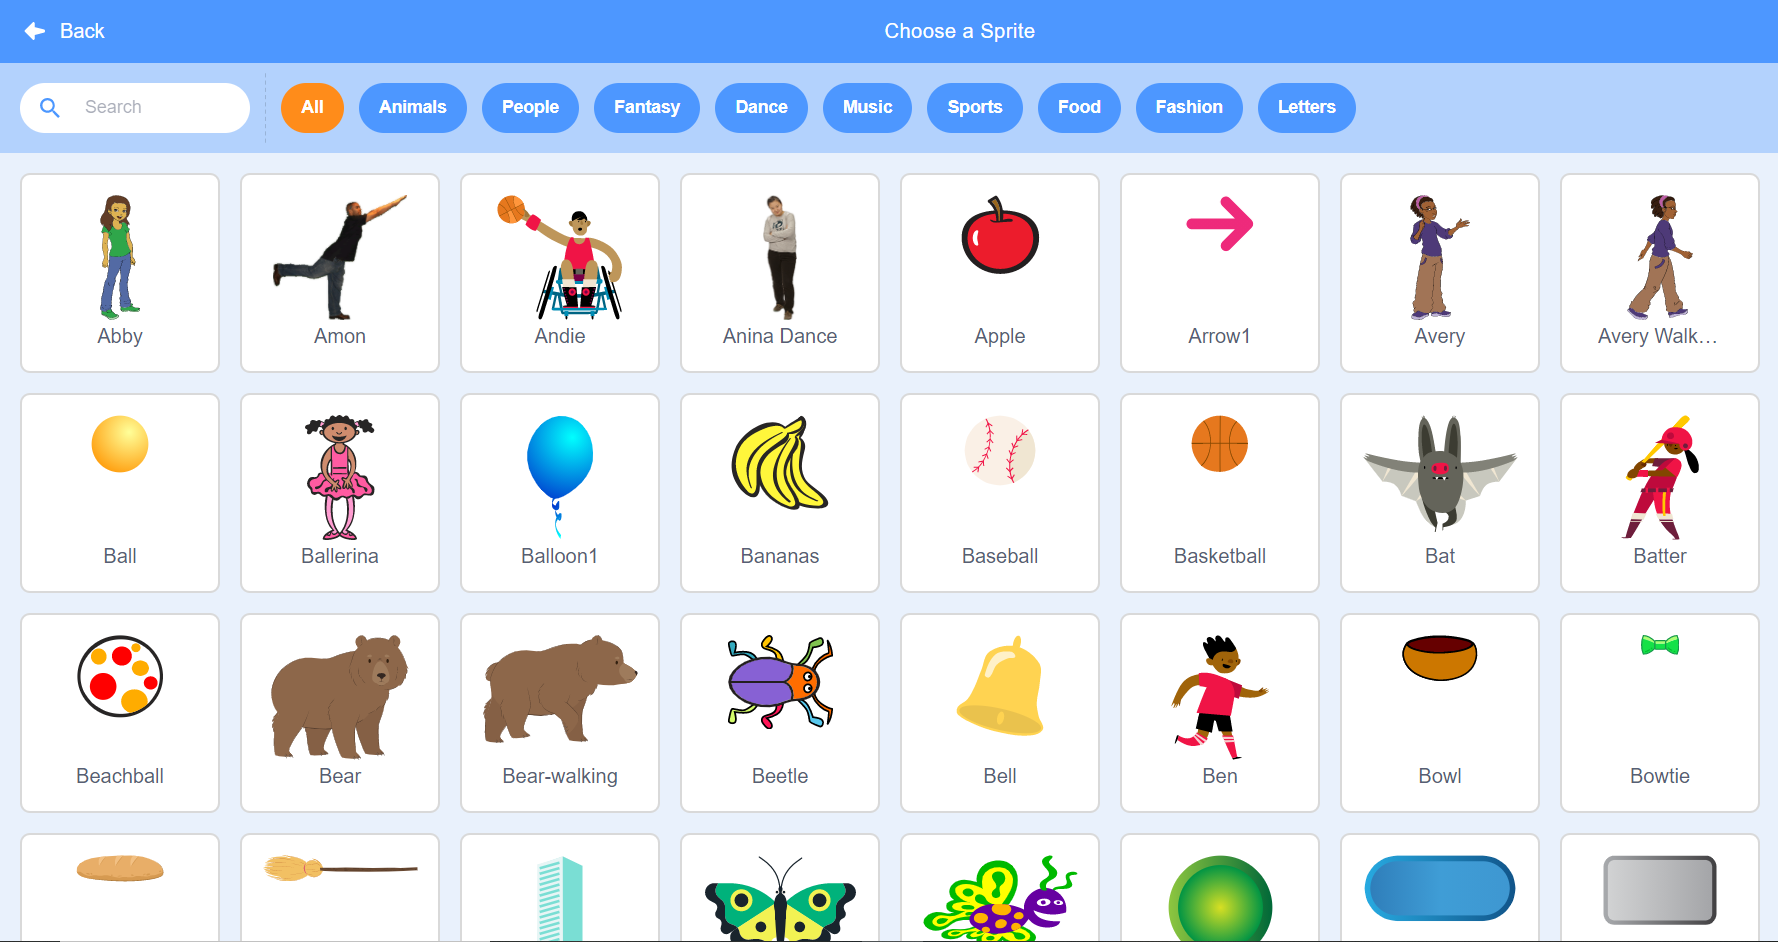 Back
Choose a Sprite
Search
All
Animals
People
Fantasy
Dance
Music
Sports
Food
Fashion
Letters
Abby
Amon
Andie
Anina Dance
Apple
Arrow1
Avery
Avery Walk...
Ball
Ballerina
Balloon1
Bananas
Baseball
Basketball
Bat
Batter
Beachball
Bear
Bear-walking
Beetle
Bell
Ben
Bowl
Bowtie